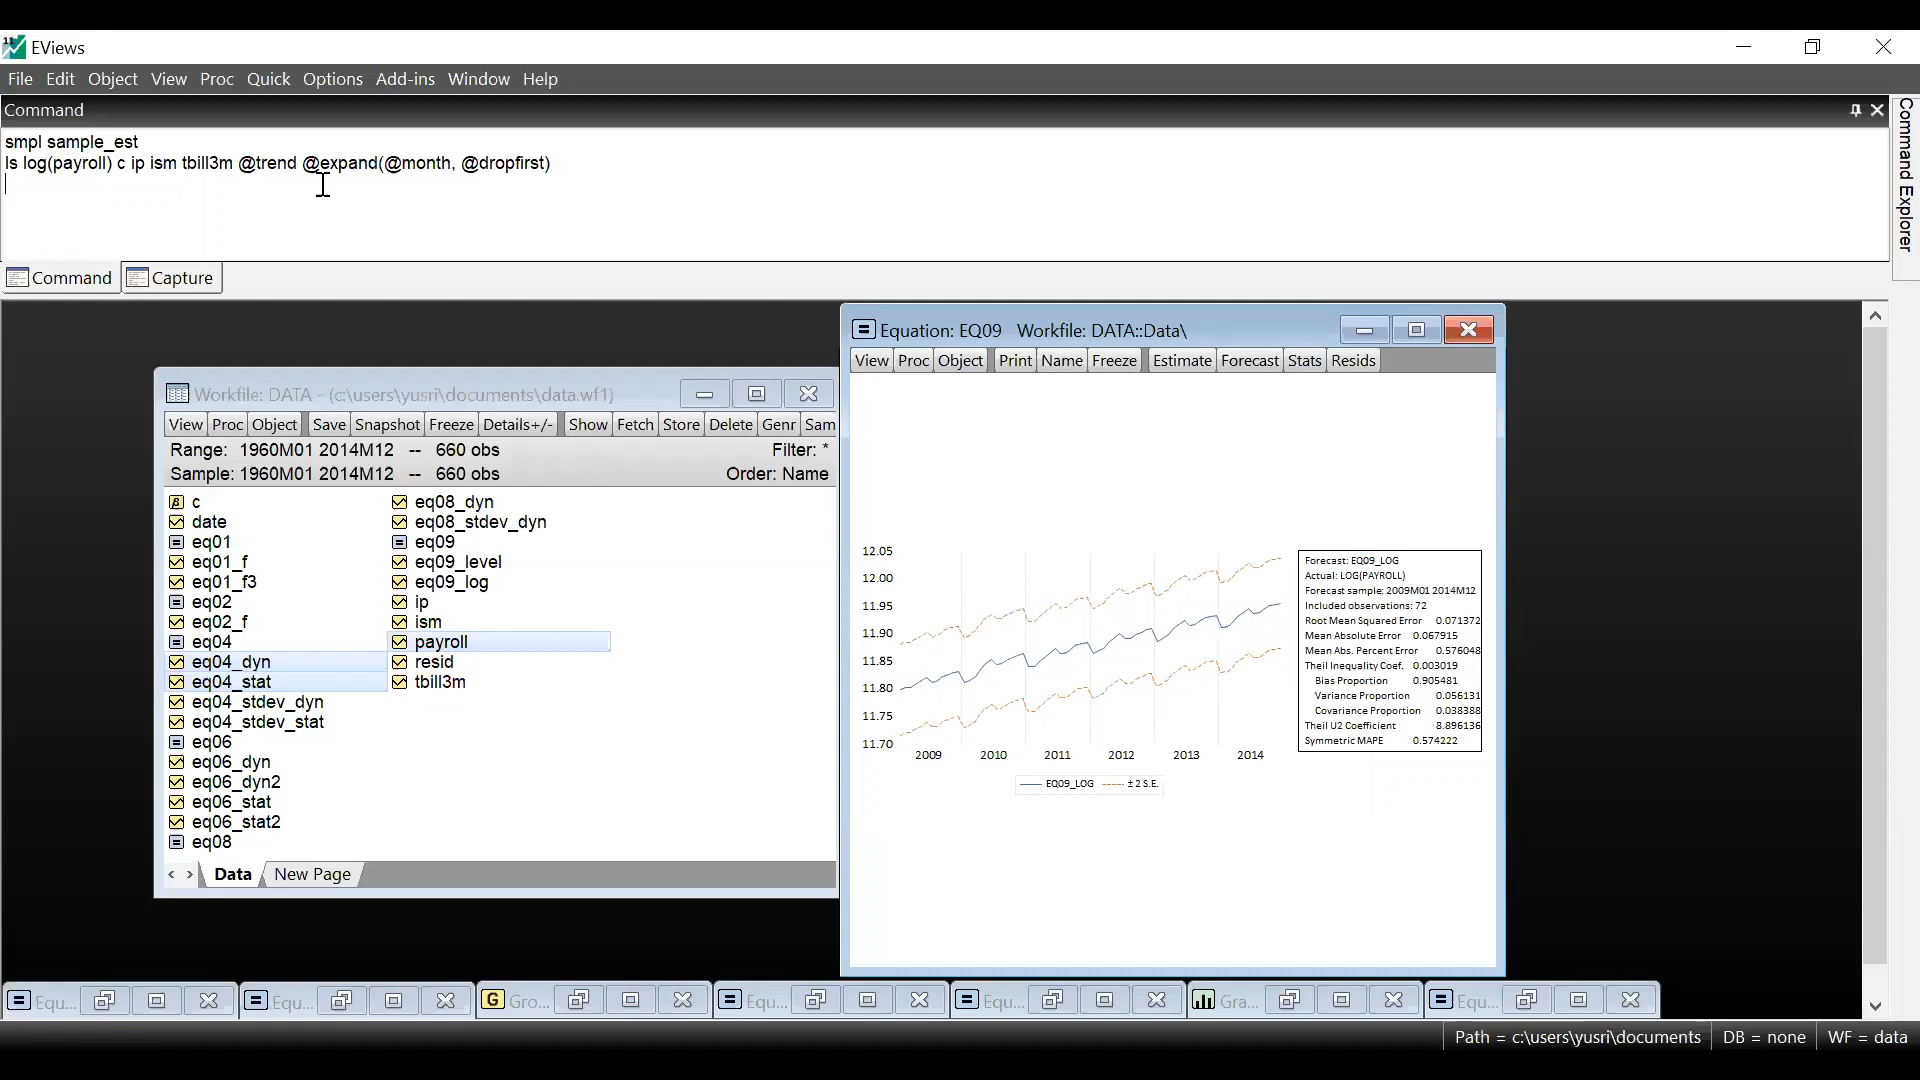 EViews
File Edit Object View Proc Quick Options Add-ins Window Help
Command
smpl sample_est
ls log(payroll) c ip ism tbill3m @trend @expand(@month, @dropfirst)
Command Explorer
Command Capture
Equation: EQ09 Workfile: DATA::Data\
View Proc Object Print Name Freeze Estimate Forecast Stats Resids
Workfile: DATA - (c:\users\yusri\documents\data.wf1)
View Proc Object Save Snapshot Freeze Details+/- Show Fetch Store Delete Genr Sam
Range: 1960M01 2014M12 -- 660 obs Filter: *
Sample: 1960M01 2014M12 -- 660 obs Order: Name
c
date
eq01
eq01_f
eq01_f3
eq02
eq02_f
eq04
eq04_dyn
eq04_stat
eq04_stdev_dyn
eq04_stdev_stat
eq06
eq06_dyn
eq06_dyn2
eq06_stat
eq06_stat2
eq08
eq08_dyn
eq08_stdev_dyn
eq09
eq09_level
eq09_log
ip
ism
payroll
resid
tbill3m
Data New Page
12.05
12.00
11.95
11.90
11.85
11.80
11.75
11.70
2009 2010 2011 2012 2013 2014
EQ09_LOG ± 2 S.E.
Forecast: EQ09_LOG
Actual: LOG(PAYROLL)
Forecast sample: 2009M01 2014M12
Included observations: 72
Root Mean Squared Error 0.071372
Mean Absolute Error 0.067915
Mean Abs. Percent Error 0.576048
Theil Inequality Coef. 0.003019
Bias Proportion 0.905481
Variance Proportion 0.056131
Covariance Proportion 0.038388
Theil U2 Coefficient 8.896136
Symmetric MAPE 0.574222
Equ... Equ... Gro... Equ... Equ... Gra... Equ...
Path = c:\users\yusri\documents DB = none WF = data